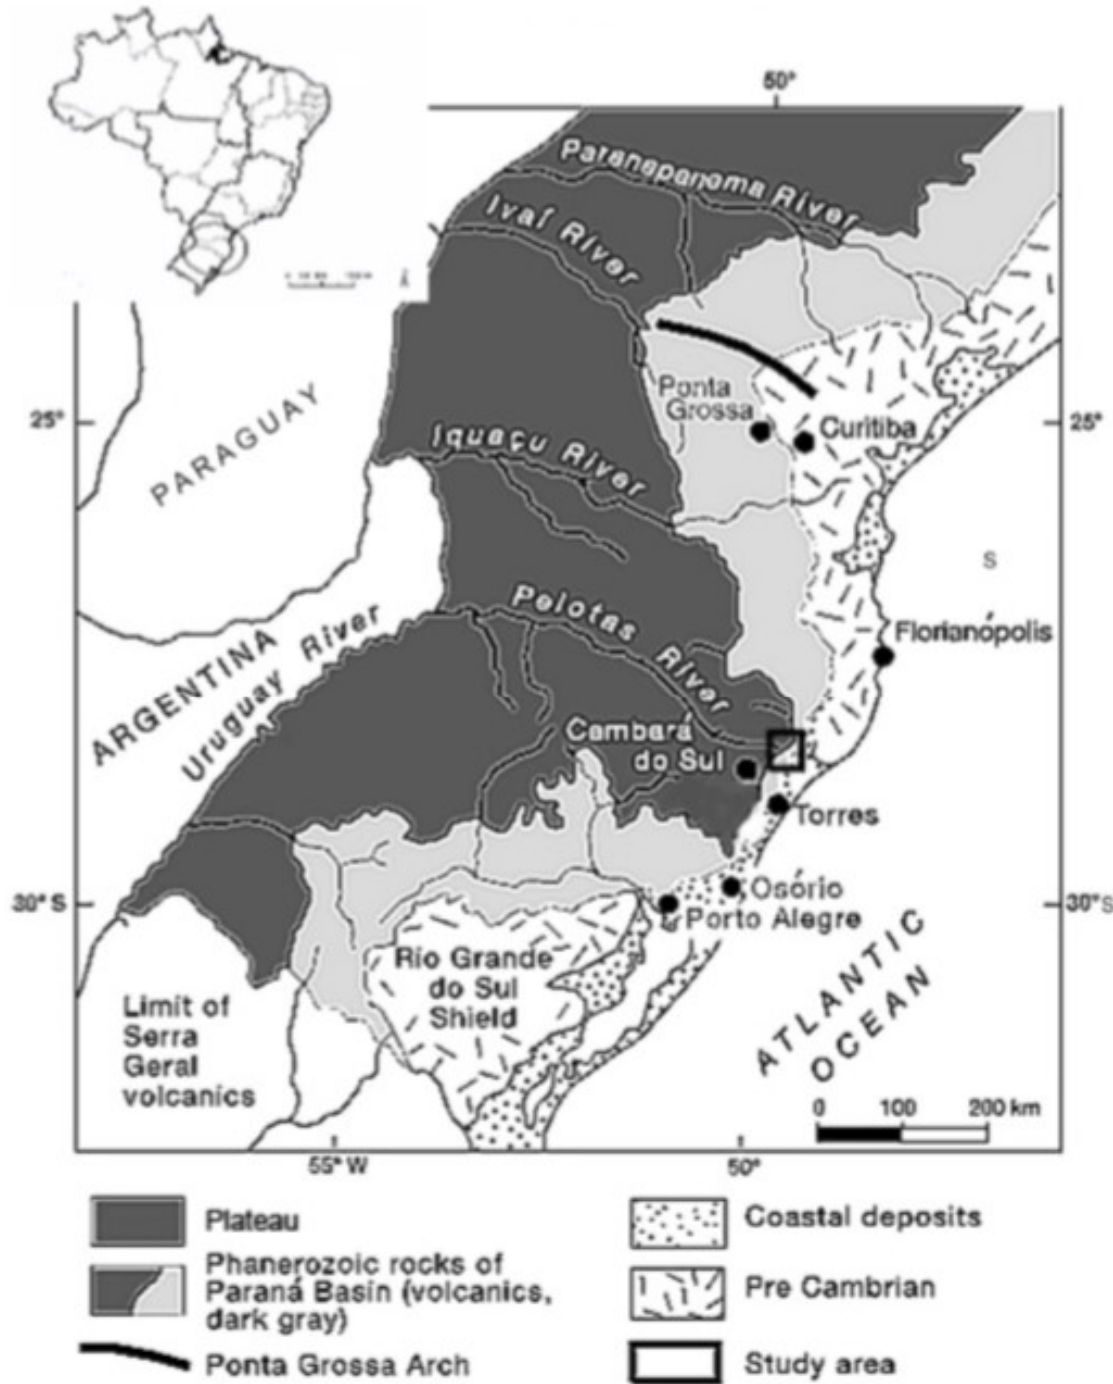 50°
Paranapanema River
Ivaí River
Ponta
Grossa
Curitiba
25°
25°
PARAGUAY
Iquaçu River
S
Florianópolis
Pelotas River
ARGENTINA
Uruguay River
Cambará
do Sul
Torres
Osório
Porto Alegre
30° S
30° S
Rio Grande
do Sul
Shield
ATLANTIC
OCEAN
Limit of
Serra
Geral
volcanics
0 100 200 km
55° W
50°
Plateau
Phanerozoic rocks of
Paraná Basin (volcanics,
dark gray)
Ponta Grossa Arch
Coastal deposits
Pre Cambrian
Study area